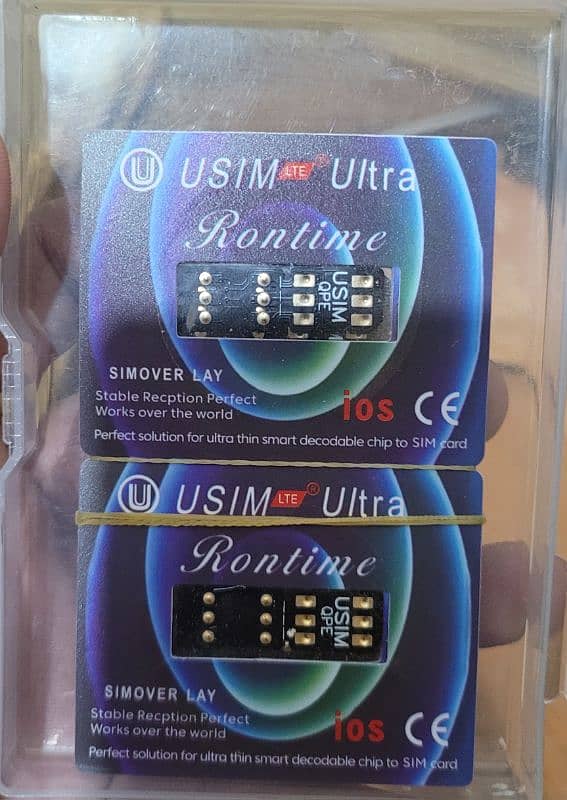 U USIM LTE ® Ultra
Rontime
USIM
QPE
SIMOVER LAY
Stable Recption Perfect
Works over the world
ios CE
Perfect solution for ultra thin smart decodable chip to SIM card
U USIM LTE ® Ultra
Rontime
USIM
QPE
SIMOVER LAY
Stable Recption Perfect
Works over the world
ios CE
Perfect solution for ultra thin smart decodable chip to SIM card